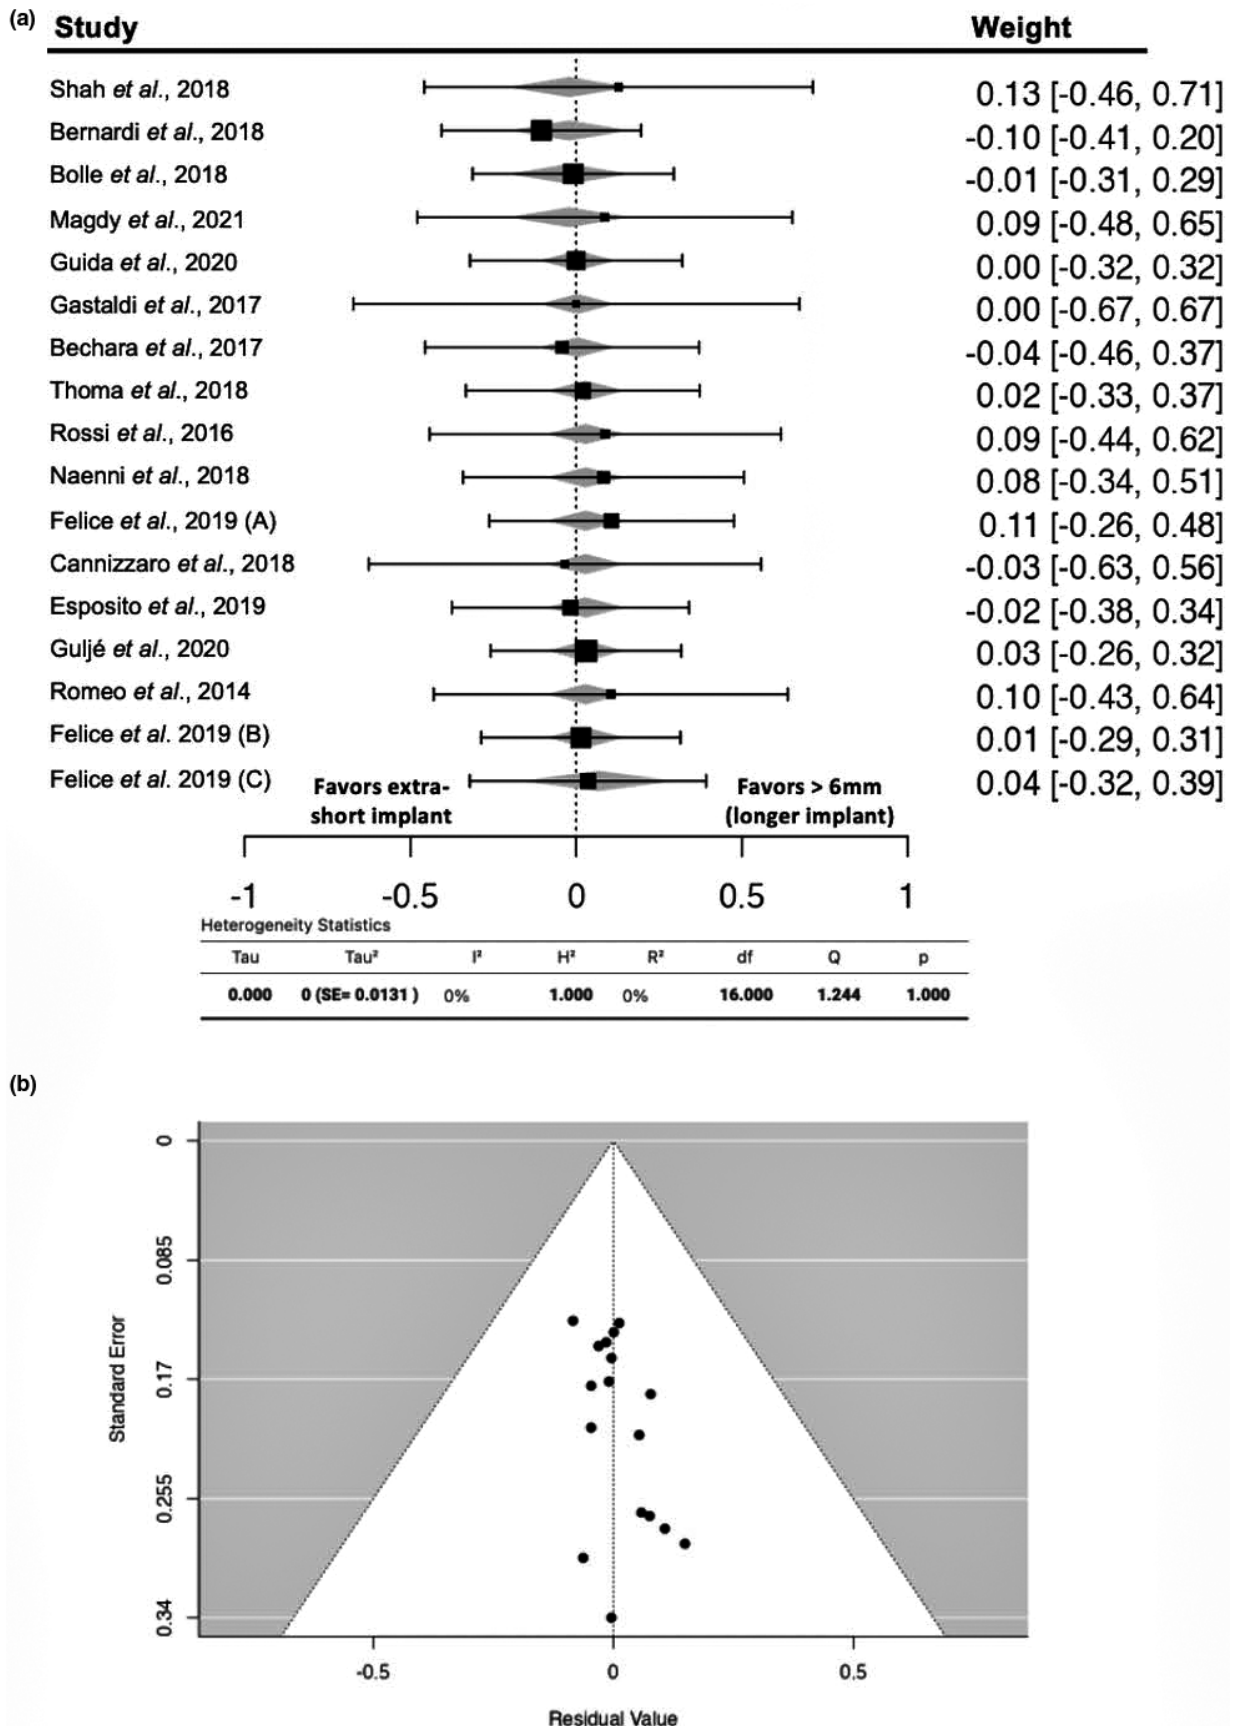 (a) Study Weight
Shah et al., 2018 0.13 [-0.46, 0.71]
Bernardi et al., 2018 -0.10 [-0.41, 0.20]
Bolle et al., 2018 -0.01 [-0.31, 0.29]
Magdy et al., 2021 0.09 [-0.48, 0.65]
Guida et al., 2020 0.00 [-0.32, 0.32]
Gastaldi et al., 2017 0.00 [-0.67, 0.67]
Bechara et al., 2017 -0.04 [-0.46, 0.37]
Thoma et al., 2018 0.02 [-0.33, 0.37]
Rossi et al., 2016 0.09 [-0.44, 0.62]
Naenni et al., 2018 0.08 [-0.34, 0.51]
Felice et al., 2019 (A) 0.11 [-0.26, 0.48]
Cannizzaro et al., 2018 -0.03 [-0.63, 0.56]
Esposito et al., 2019 -0.02 [-0.38, 0.34]
Guljé et al., 2020 0.03 [-0.26, 0.32]
Romeo et al., 2014 0.10 [-0.43, 0.64]
Felice et al. 2019 (B) 0.01 [-0.29, 0.31]
Felice et al. 2019 (C) 0.04 [-0.32, 0.39]
Favors extra- Favors > 6mm
short implant (longer implant)
-1 -0.5 0 0.5 1
Heterogeneity Statistics
Tau Tau² I² H² R² df Q p
0.000 0 (SE= 0.0131 ) 0% 1.000 0% 16.000 1.244 1.000
(b)
0
0.085
0.17
0.255
0.34
Standard Error
-0.5 0 0.5
Residual Value